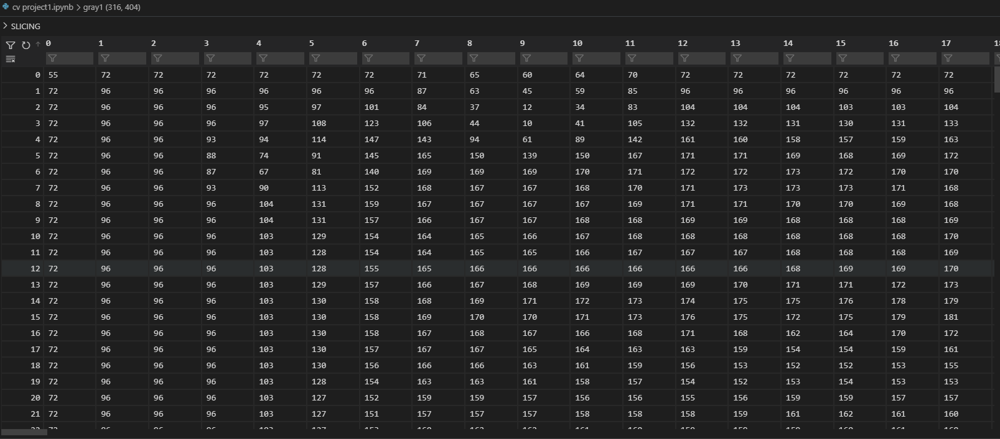 cv project1.ipynb > gray1 (316, 404)
> SLICING
0 1 2 3 4 5 6 7 8 9 10 11 12 13 14 15 16 17
0 55 72 72 72 72 72 72 71 65 60 64 70 72 72 72 72 72 72
1 72 96 96 96 96 96 96 87 63 45 59 85 96 96 96 96 96 96
2 72 96 96 96 95 97 101 84 37 12 34 83 104 104 104 103 103 104
3 72 96 96 96 97 108 123 106 44 10 41 105 132 132 131 130 131 133
4 72 96 96 93 94 114 147 143 94 61 89 142 161 160 158 157 159 163
5 72 96 96 88 74 91 145 165 150 139 150 167 171 171 169 168 169 172
6 72 96 96 87 67 81 140 169 169 169 170 171 172 172 173 172 170 170
7 72 96 96 93 90 113 152 168 167 167 168 170 171 173 173 173 171 168
8 72 96 96 96 104 131 159 167 167 167 167 169 171 171 170 170 169 168
9 72 96 96 96 104 131 157 166 167 167 168 168 169 169 168 168 168 169
10 72 96 96 96 103 129 154 164 165 166 167 168 168 168 168 168 168 170
11 72 96 96 96 103 128 154 164 165 165 166 167 167 167 168 168 168 169
12 72 96 96 96 103 128 155 165 166 166 166 166 166 166 168 169 169 170
13 72 96 96 96 103 129 157 166 167 168 169 169 169 170 171 171 172 173
14 72 96 96 96 103 130 158 168 169 171 172 173 174 175 175 176 178 179
15 72 96 96 96 103 130 158 169 170 170 171 173 176 175 172 175 179 181
16 72 96 96 96 103 130 158 167 168 167 166 168 171 168 162 164 170 172
17 72 96 96 96 103 130 157 167 167 165 164 163 163 159 154 154 159 161
18 72 96 96 96 103 130 156 166 166 163 161 159 156 153 152 152 153 155
19 72 96 96 96 103 128 154 163 163 161 158 157 154 152 153 154 157 153
20 72 96 96 96 103 127 152 159 159 157 156 156 155 156 159 159 157 157
21 72 96 96 96 103 127 151 157 157 157 158 158 158 159 161 162 161 160